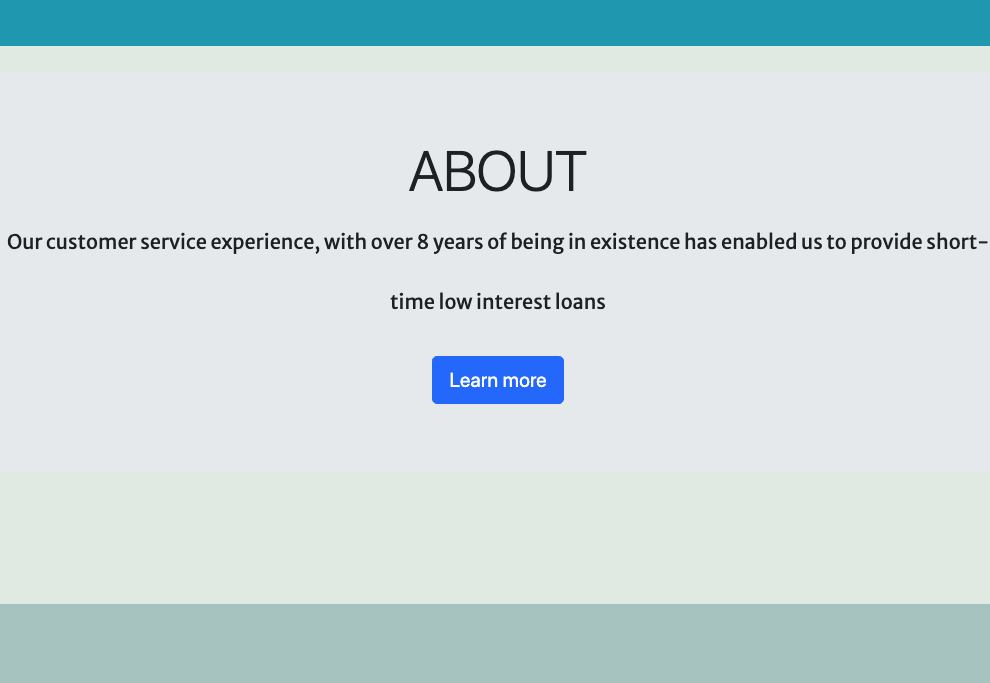 ABOUT
Our customer service experience, with over 8 years of being in existence has enabled us to provide short-
time low interest loans
Learn more